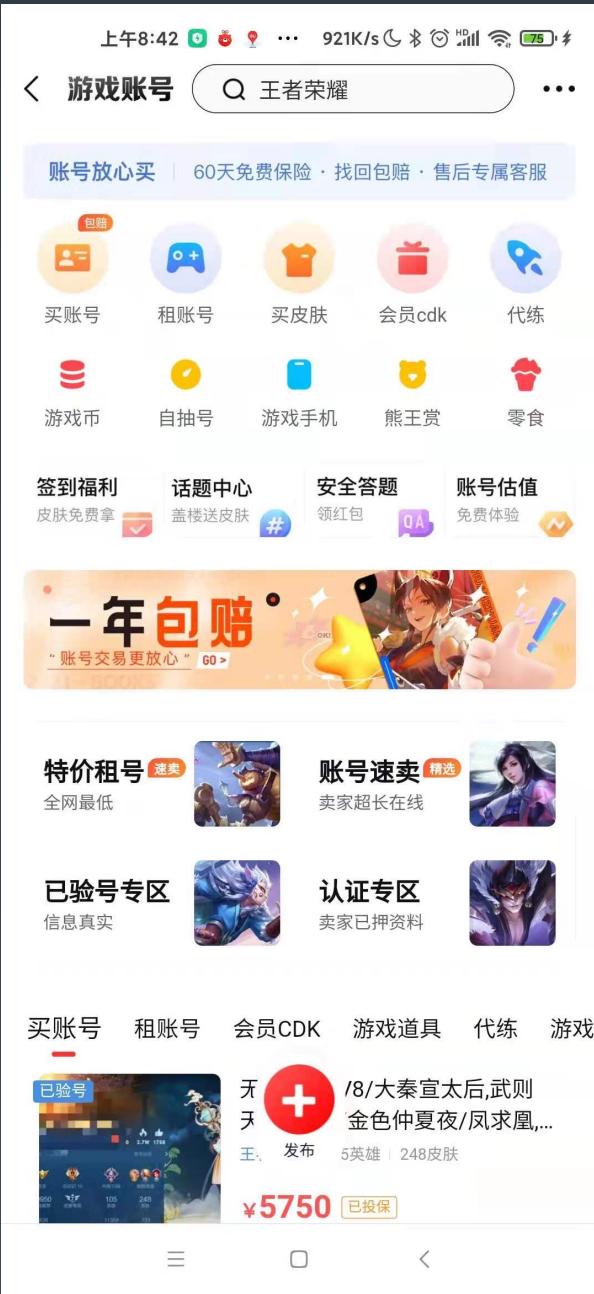 上午8:42 ··· 921K/s HD 75
游戏账号 王者荣耀
账号放心买 60天免费保险 · 找回包赔 · 售后专属客服
包赔
买账号 租账号 买皮肤 会员cdk 代练
游戏币 自抽号 游戏手机 熊王赏 零食
签到福利 话题中心 安全答题 账号估值
皮肤免费拿 盖楼送皮肤 领红包 免费体验
# QA
一年包赔
OK!
“账号交易更放心” GO >
特价租号 速卖 账号速卖 精选
全网最低 卖家超长在线
已验号专区 认证专区
信息真实 卖家已押资料
买账号 租账号 会员CDK 游戏道具 代练 游戏
已验号
/8/大秦宣太后,武则
金色仲夏夜/凤求凰,...
发布
王 5英雄 248皮肤
105 248
¥5750 已投保